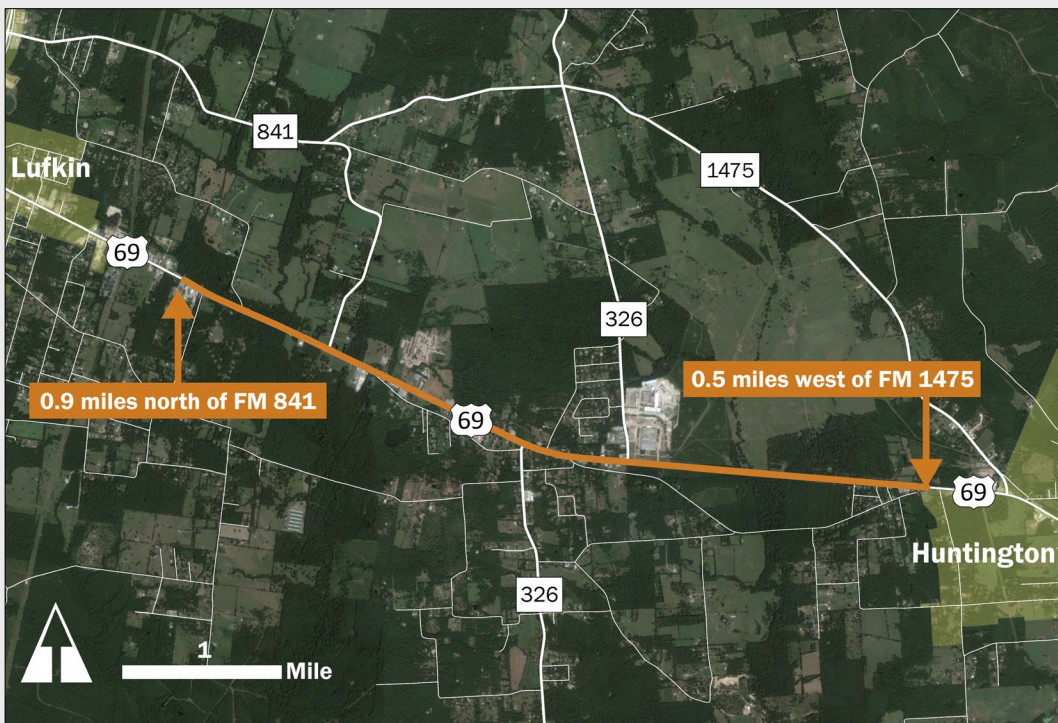 841
1475
Lufkin
69
326
0.5 miles west of FM 1475
0.9 miles north of FM 841
69
69
Huntington
326
1
Mile